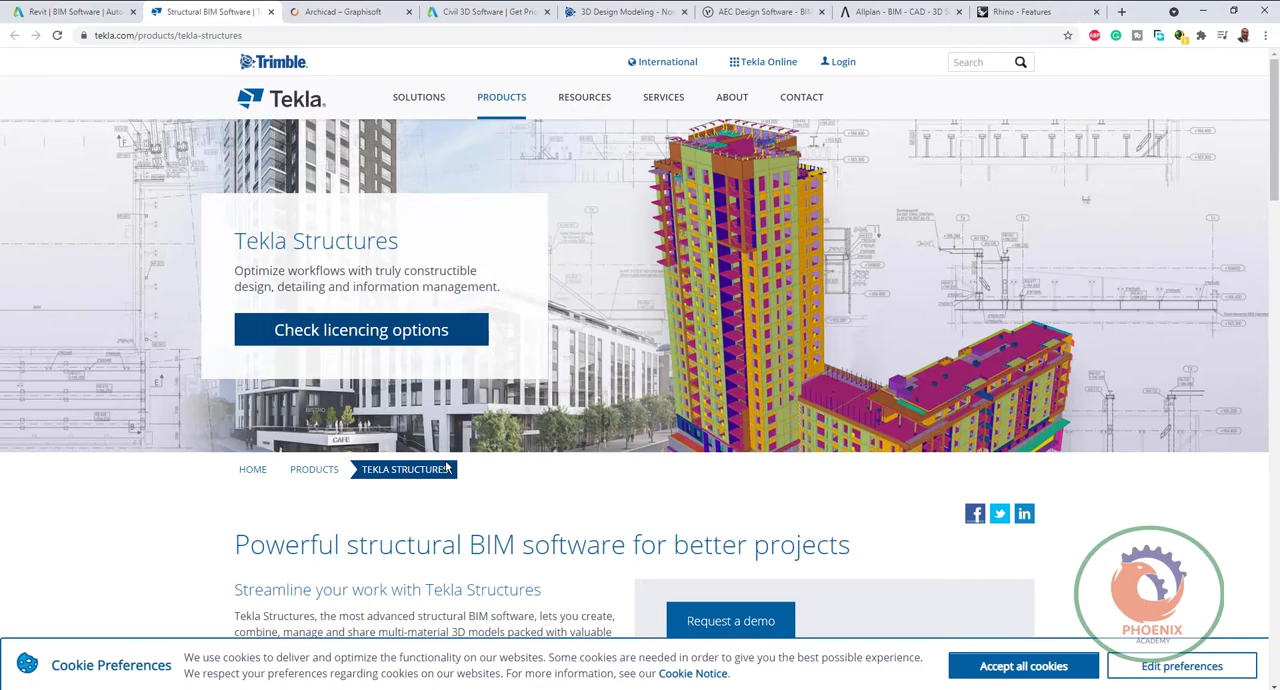 Revit | BIM Software | Auto
Structural BIM Software | T
Archicad – Graphisoft
Civil 3D Software | Get Pric
3D Design Modeling - Nov
AEC Design Software - BIM
Allplan - BIM - CAD - 3D S
Rhino - Features
tekla.com/products/tekla-structures
Trimble.
International
Tekla Online
Login
Search
Tekla
SOLUTIONS
PRODUCTS
RESOURCES
SERVICES
ABOUT
CONTACT
Tekla Structures
Optimize workflows with truly constructible
design, detailing and information management.
Check licencing options
BISTRO
CAFE
HOME
PRODUCTS
TEKLA STRUCTURES
Powerful structural BIM software for better projects
Streamline your work with Tekla Structures
Tekla Structures, the most advanced structural BIM software, lets you create,
combine, manage and share multi-material 3D models packed with valuable
Request a demo
PHOENIX
ACADEMY
Cookie Preferences
We use cookies to deliver and optimize the functionality on our websites. Some cookies are needed in order to give you the best possible experience.
We respect your preferences regarding cookies on our websites. For more information, see our Cookie Notice.
Accept all cookies
Edit preferences